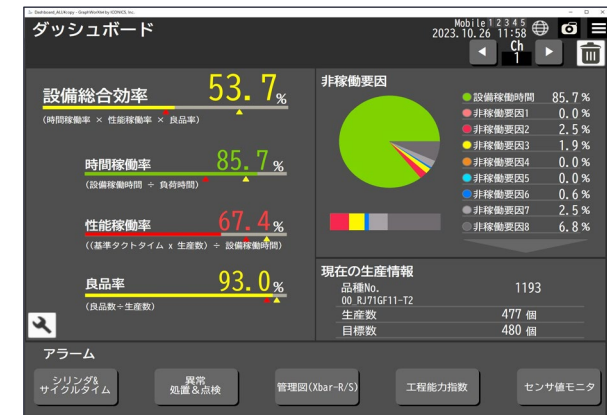 ダッシュボード
Mobile 1 2 3 4 5
2023.10.26 11:58
Ch
1
設備総合効率 53.7%
(時間稼働率 × 性能稼働率 × 良品率)
時間稼働率 85.7%
(設備稼働時間 ÷ 負荷時間)
性能稼働率 67.4%
((基準タクトタイム x 生産数) ÷ 設備稼働時間)
良品率 93.0%
(良品数÷生産数)
非稼働要因
設備稼働時間 85.7%
非稼働要因1 0.0%
非稼働要因2 2.5%
非稼働要因3 1.9%
非稼働要因4 0.0%
非稼働要因5 0.0%
非稼働要因6 0.6%
非稼働要因7 2.5%
非稼働要因8 6.8%
現在の生産情報
品種No. 1193
00_RJ71GF11-T2
生産数 477 個
目標数 480 個
アラーム
シリンダ&
サイクルタイム
異常
処置&点検
管理図(Xbar-R/S)
工程能力指数
センサ値モニタ